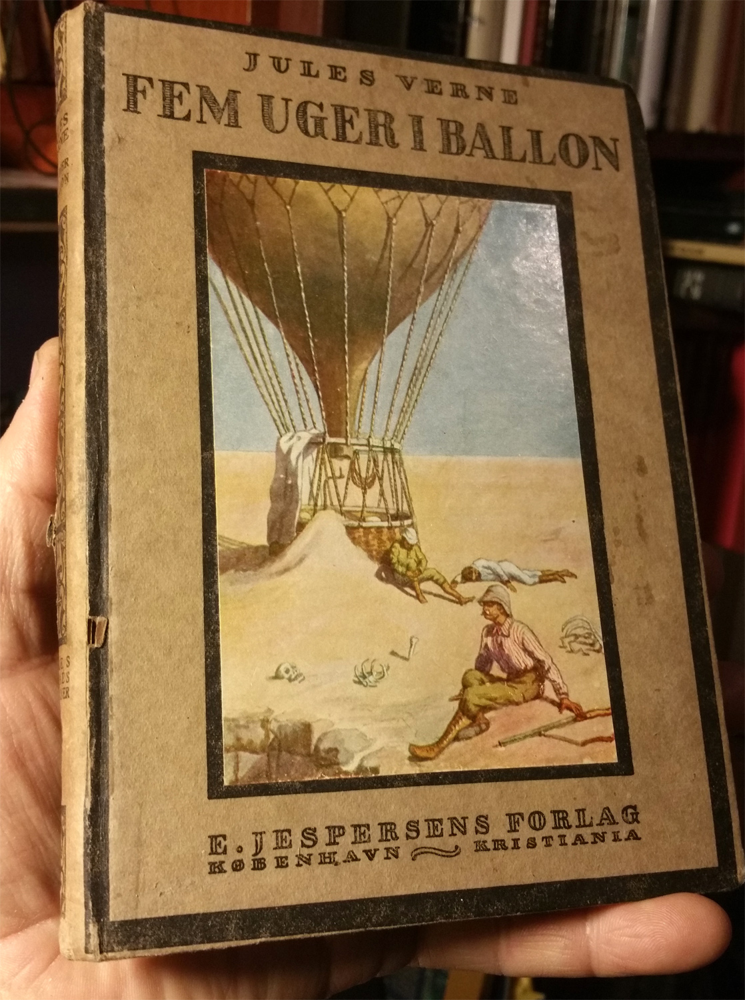 JULES VERNE
FEM UGER I BALLON
E. JESPERSENS FORLAG
KØBENHAVN KRISTIANIA